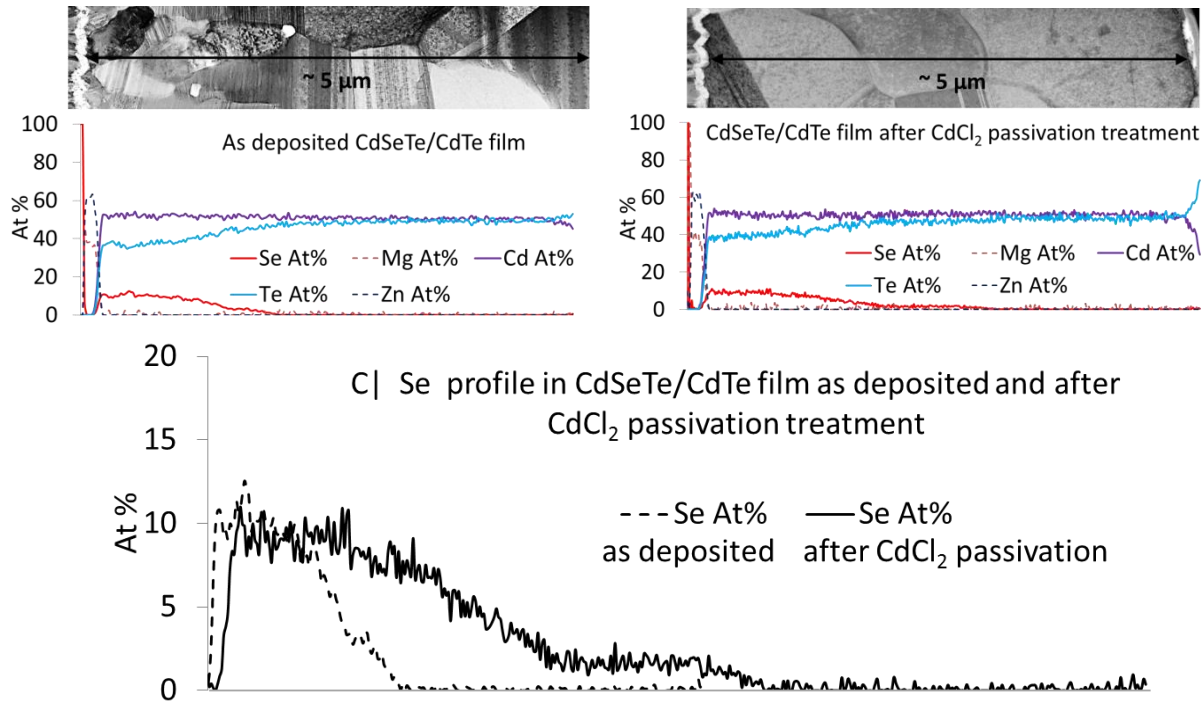 ~ 5 µm
100
80
60
40
20
0
At %
As deposited CdSeTe/CdTe film
Se At%
Mg At%
Cd At%
Te At%
Zn At%
~ 5 µm
100
80
60
40
20
0
At %
CdSeTe/CdTe film after CdCl₂ passivation treatment
Se At%
Mg At%
Cd At%
Te At%
Zn At%
20
15
10
5
0
At %
C| Se profile in CdSeTe/CdTe film as deposited and after
CdCl₂ passivation treatment
Se At%
as deposited
Se At%
after CdCl₂ passivation